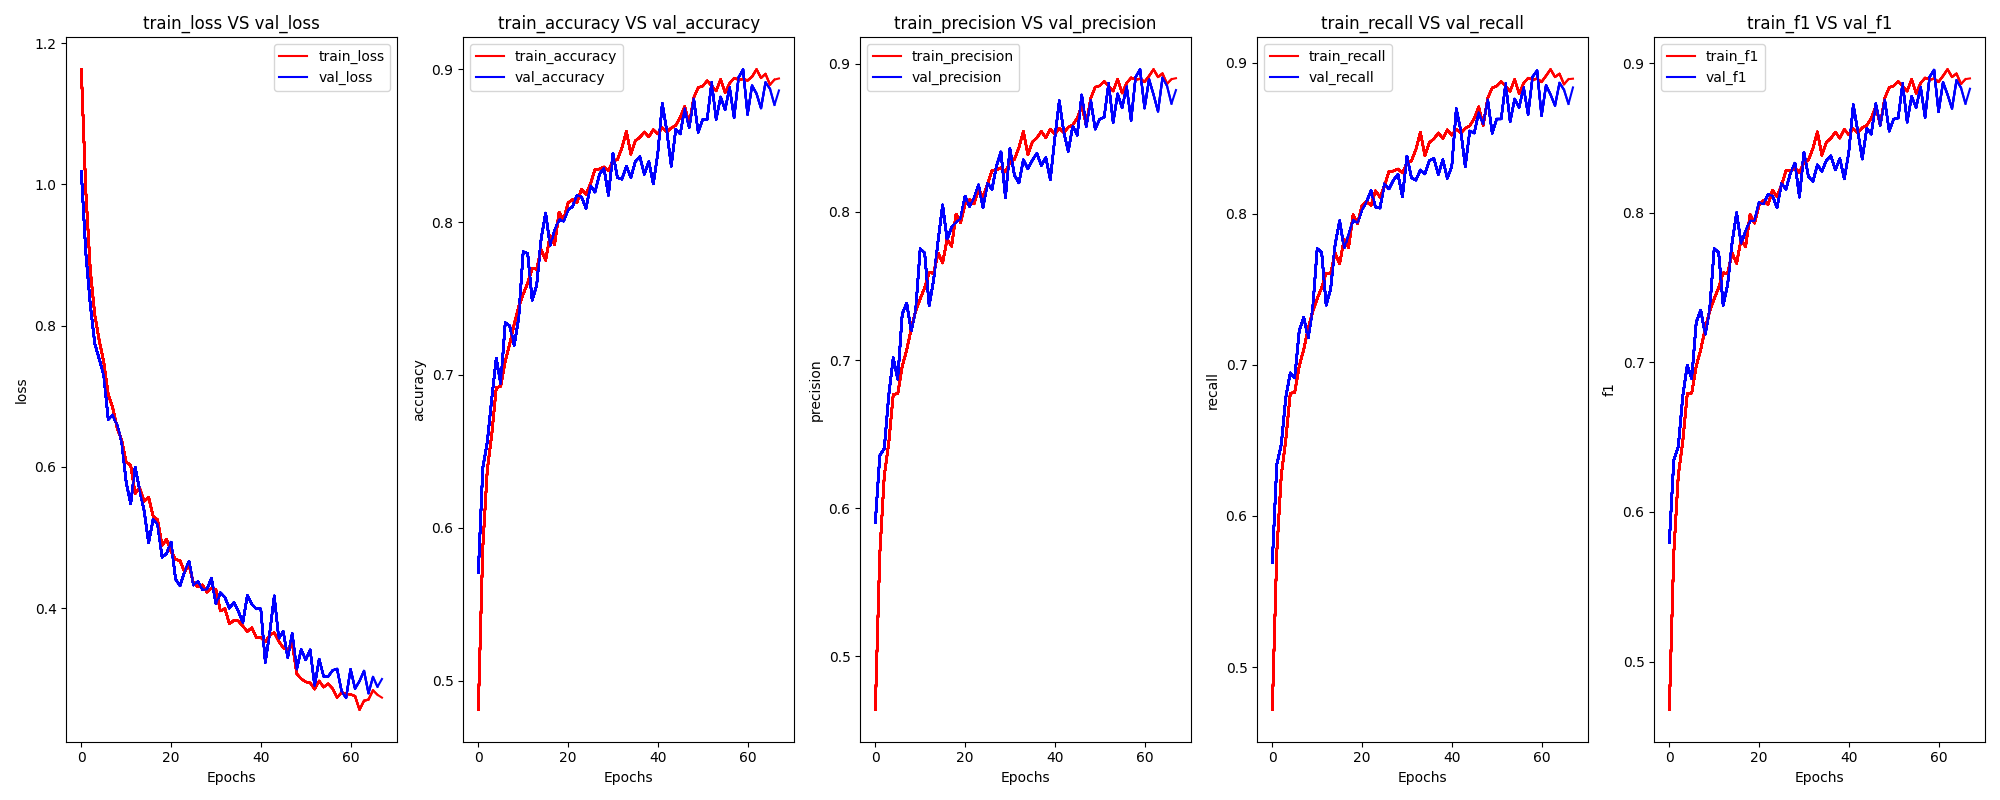 train_loss VS val_loss
train_loss
val_loss
1.2
1.0
0.8
0.6
0.4
loss
0
20
40
60
Epochs
train_accuracy VS val_accuracy
train_accuracy
val_accuracy
0.9
0.8
0.7
0.6
0.5
accuracy
0
20
40
60
Epochs
train_precision VS val_precision
train_precision
val_precision
0.9
0.8
0.7
0.6
0.5
precision
0
20
40
60
Epochs
train_recall VS val_recall
train_recall
val_recall
0.9
0.8
0.7
0.6
0.5
recall
0
20
40
60
Epochs
train_f1 VS val_f1
train_f1
val_f1
0.9
0.8
0.7
0.6
0.5
f1
0
20
40
60
Epochs